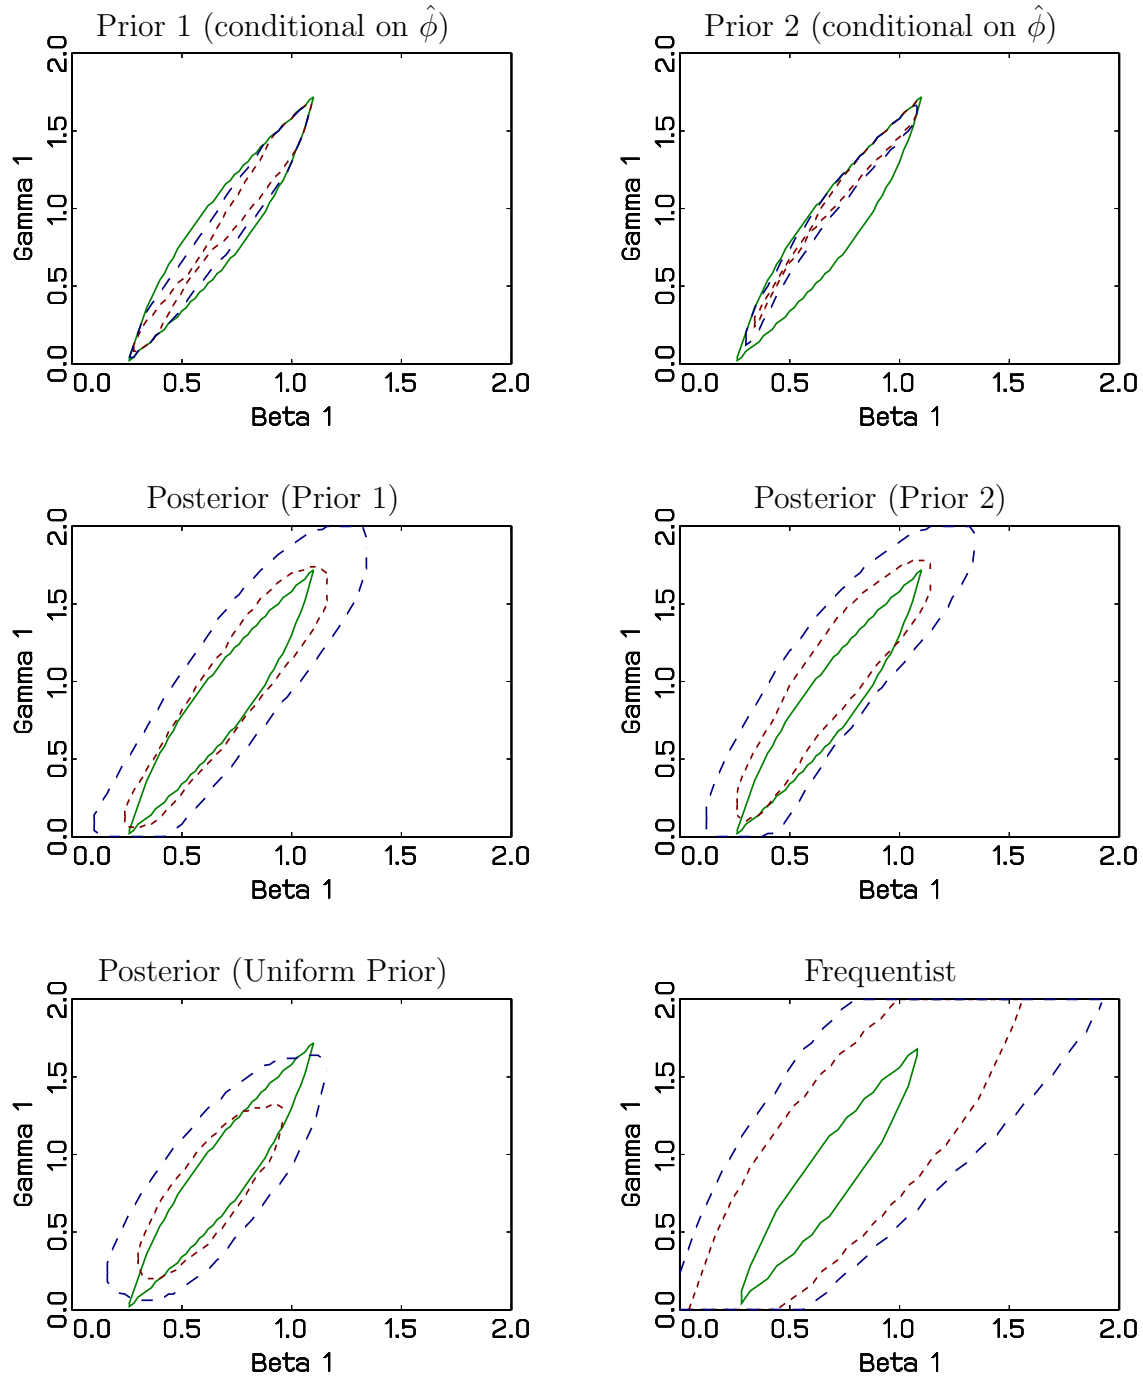 Prior 1 (conditional on φ̂)
Prior 2 (conditional on φ̂)
Gamma 1
2.0
1.5
1.0
0.5
0.0
0.0 0.5 1.0 1.5 2.0
Beta 1
Gamma 1
2.0
1.5
1.0
0.5
0.0
0.0 0.5 1.0 1.5 2.0
Beta 1
Posterior (Prior 1)
Posterior (Prior 2)
Gamma 1
2.0
1.5
1.0
0.5
0.0
0.0 0.5 1.0 1.5 2.0
Beta 1
Gamma 1
2.0
1.5
1.0
0.5
0.0
0.0 0.5 1.0 1.5 2.0
Beta 1
Posterior (Uniform Prior)
Frequentist
Gamma 1
2.0
1.5
1.0
0.5
0.0
0.0 0.5 1.0 1.5 2.0
Beta 1
Gamma 1
2.0
1.5
1.0
0.5
0.0
0.0 0.5 1.0 1.5 2.0
Beta 1